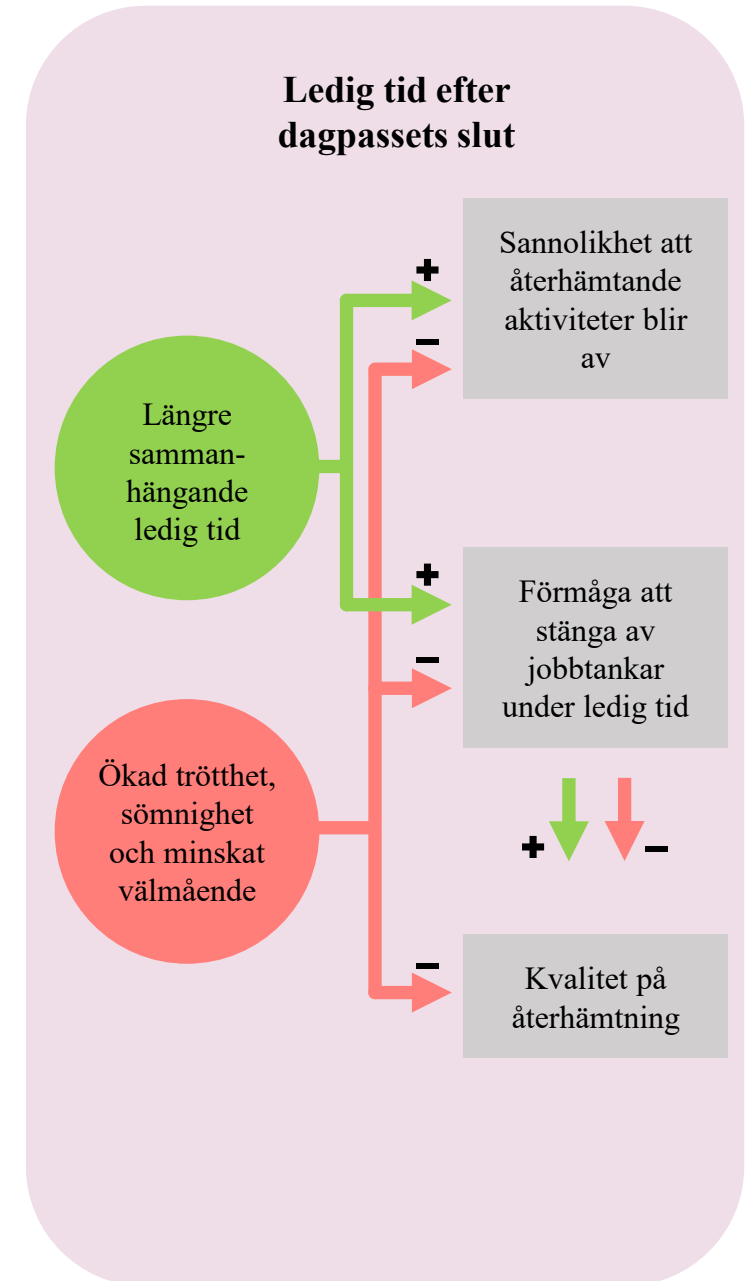 Ledig tid efter
dagpassets slut
+
Sannolikhet att
återhämtande
aktiviteter blir
av
–
Längre
samman-
hängande
ledig tid
+
Förmåga att
stänga av
jobbtankar
under ledig tid
–
Ökad trötthet,
sömnighet
och minskat
välmående
+ –
–
Kvalitet på
återhämtning